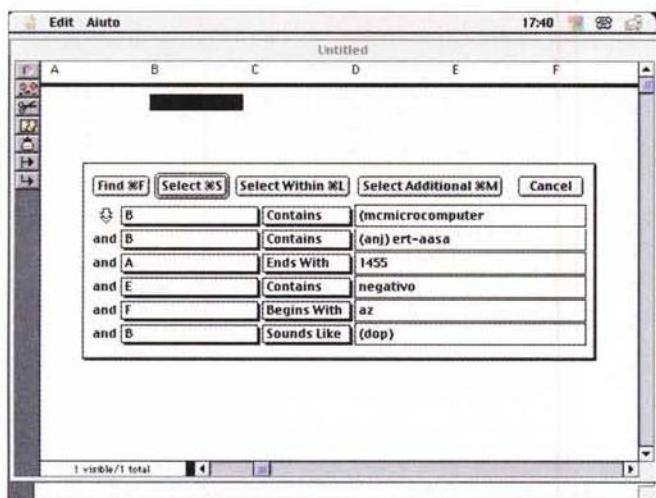 Edit Aiuto 17:40
Untitled
A B C D E F
Find ⌘F Select ⌘S Select Within ⌘L Select Additional ⌘M Cancel
B Contains (mcmicrocomputer
and B Contains (anj) ert-aasa
and A Ends With 1455
and E Contains negativo
and F Begins With az
and B Sounds Like (dop)
1 visible/1 total